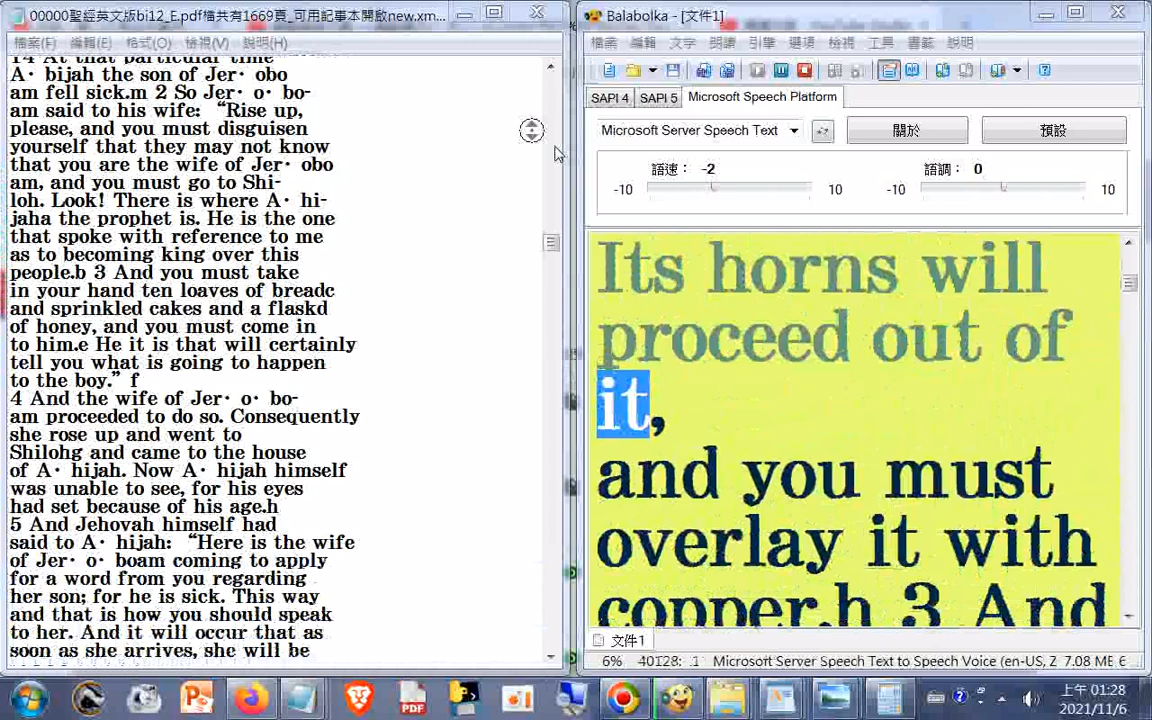 00000聖經英文版bi12_E.pdf檔共有1669頁_可用記事本開啟new.xm...
檔案(F) 編輯(E) 格式(O) 檢視(V) 說明(H)
14 At that particular time
A· bijah the son of Jer· obo
am fell sick.m 2 So Jer· o· bo-
am said to his wife: “Rise up,
please, and you must disguisen
yourself that they may not know
that you are the wife of Jer· obo
am, and you must go to Shi-
loh. Look! There is where A· hi-
jaha the prophet is. He is the one
that spoke with reference to me
as to becoming king over this
people.b 3 And you must take
in your hand ten loaves of breadc
and sprinkled cakes and a flaskd
of honey, and you must come in
to him.e He it is that will certainly
tell you what is going to happen
to the boy.” f
4 And the wife of Jer· o· bo-
am proceeded to do so. Consequently
she rose up and went to
Shilohg and came to the house
of A· hijah. Now A· hijah himself
was unable to see, for his eyes
had set because of his age.h
5 And Jehovah himself had
said to A· hijah: “Here is the wife
of Jer· o· boam coming to apply
for a word from you regarding
her son; for he is sick. This way
and that is how you should speak
to her. And it will occur that as
soon as she arrives, she will be
Balabolka - [文件1]
檔案 編輯 文字 朗讀 引擎 選項 檢視 工具 書籤 說明
SAPI 4 SAPI 5 Microsoft Speech Platform
Microsoft Server Speech Text 關於 預設
語速： -2 語調： 0
-10 10 -10 10
Its horns will
proceed out of
it,
and you must
overlay it with
copper.h 3 And
文件1
6% 40128: 1 Microsoft Server Speech Text to Speech Voice (en-US, Z 7.08 MB 6
PDF
上午 01:28
2021/11/6